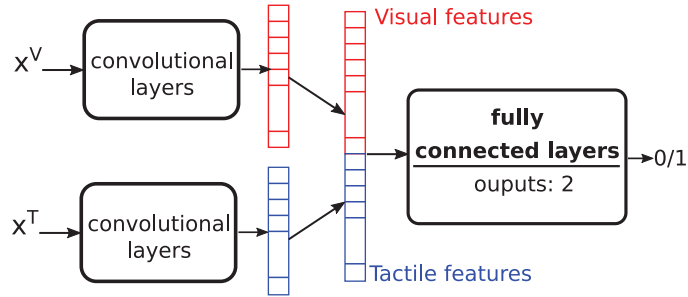 Visual features
x^V
convolutional
layers
fully
connected layers
ouputs: 2
0/1
x^T
convolutional
layers
Tactile features